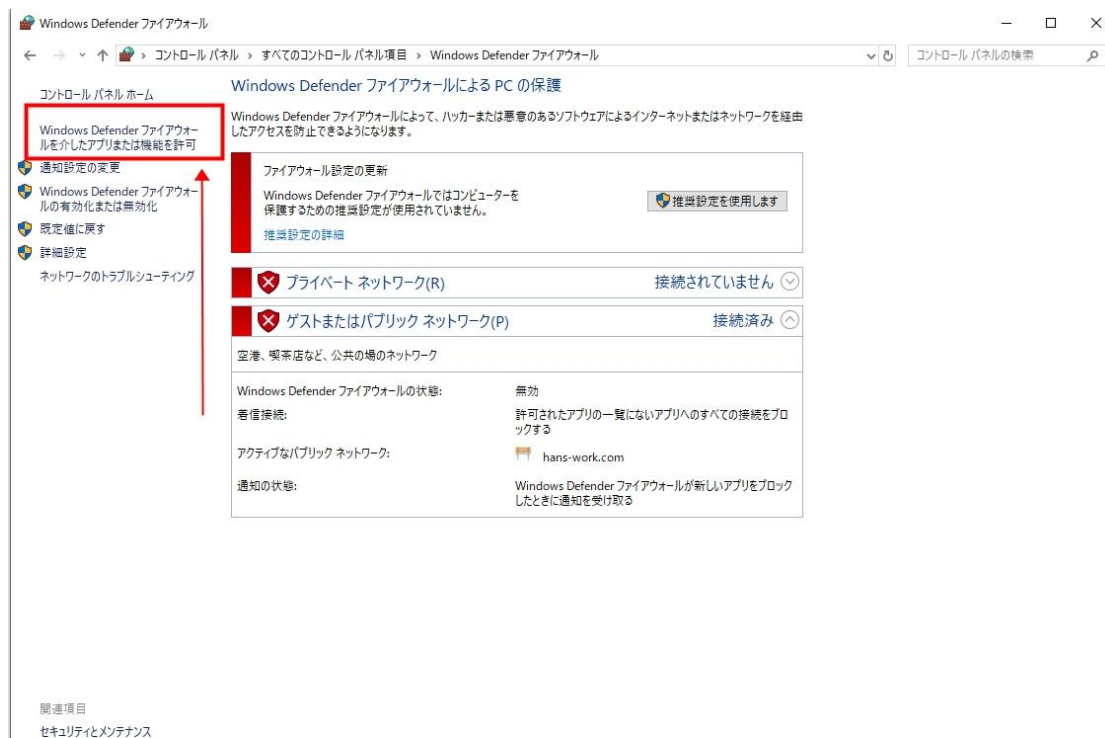 Windows Defender ファイアウォール
コントロール パネル › すべてのコントロール パネル項目 › Windows Defender ファイアウォール
コントロール パネルの検索
コントロール パネル ホーム
Windows Defender ファイアウォー
ルを介したアプリまたは機能を許可
通知設定の変更
Windows Defender ファイアウォー
ルの有効化または無効化
既定値に戻す
詳細設定
ネットワークのトラブルシューティング
Windows Defender ファイアウォールによる PC の保護
Windows Defender ファイアウォールによって、ハッカーまたは悪意のあるソフトウェアによるインターネットまたはネットワークを経由
したアクセスを防止できるようになります。
ファイアウォール設定の更新
Windows Defender ファイアウォールではコンピューターを
保護するための推奨設定が使用されていません。
推奨設定を使用します
推奨設定の詳細
プライベート ネットワーク(R) 接続されていません
ゲストまたはパブリック ネットワーク(P) 接続済み
空港、喫茶店など、公共の場のネットワーク
Windows Defender ファイアウォールの状態: 無効
着信接続: 許可されたアプリの一覧にないアプリへのすべての接続をブロ
ックする
アクティブなパブリック ネットワーク: hans-work.com
通知の状態: Windows Defender ファイアウォールが新しいアプリをブロック
したときに通知を受け取る
関連項目
セキュリティとメンテナンス